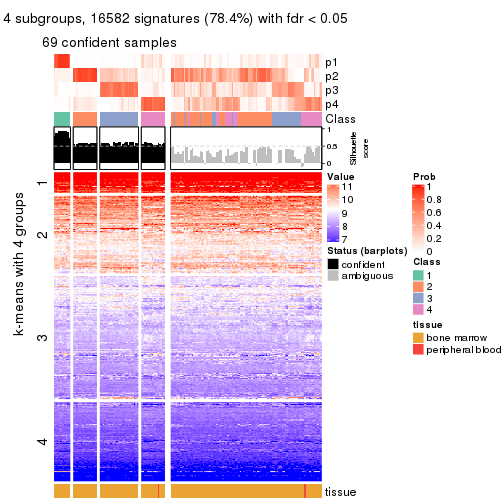 4 subgroups, 16582 signatures (78.4%) with fdr < 0.05
69 confident samples
p1
p2
p3
p4
Class
1
0.5
0
Silhouette
score
k-means with 4 groups
1
2
3
4
tissue
Value
11
10
9
8
7
Status (barplots)
confident
ambiguous
Prob
1
0.8
0.6
0.4
0.2
0
Class
1
2
3
4
tissue
bone marrow
peripheral blood